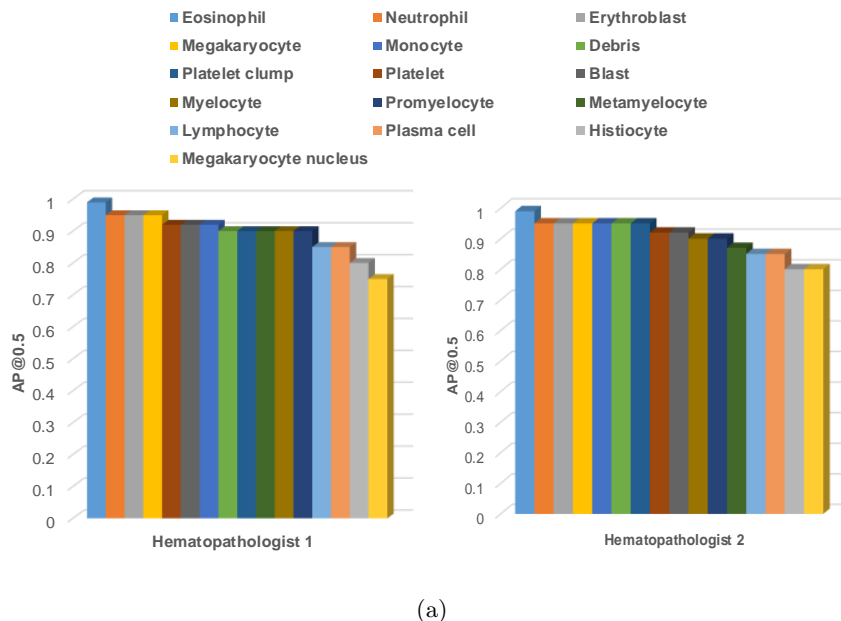 Eosinophil Neutrophil Erythroblast
Megakaryocyte Monocyte Debris
Platelet clump Platelet Blast
Myelocyte Promyelocyte Metamyelocyte
Lymphocyte Plasma cell Histiocyte
Megakaryocyte nucleus
AP@0.5
1
0.9
0.8
0.7
0.6
0.5
0.4
0.3
0.2
0.1
0
Hematopathologist 1
AP@0.5
1
0.9
0.8
0.7
0.6
0.5
0.4
0.3
0.2
0.1
0
Hematopathologist 2
(a)